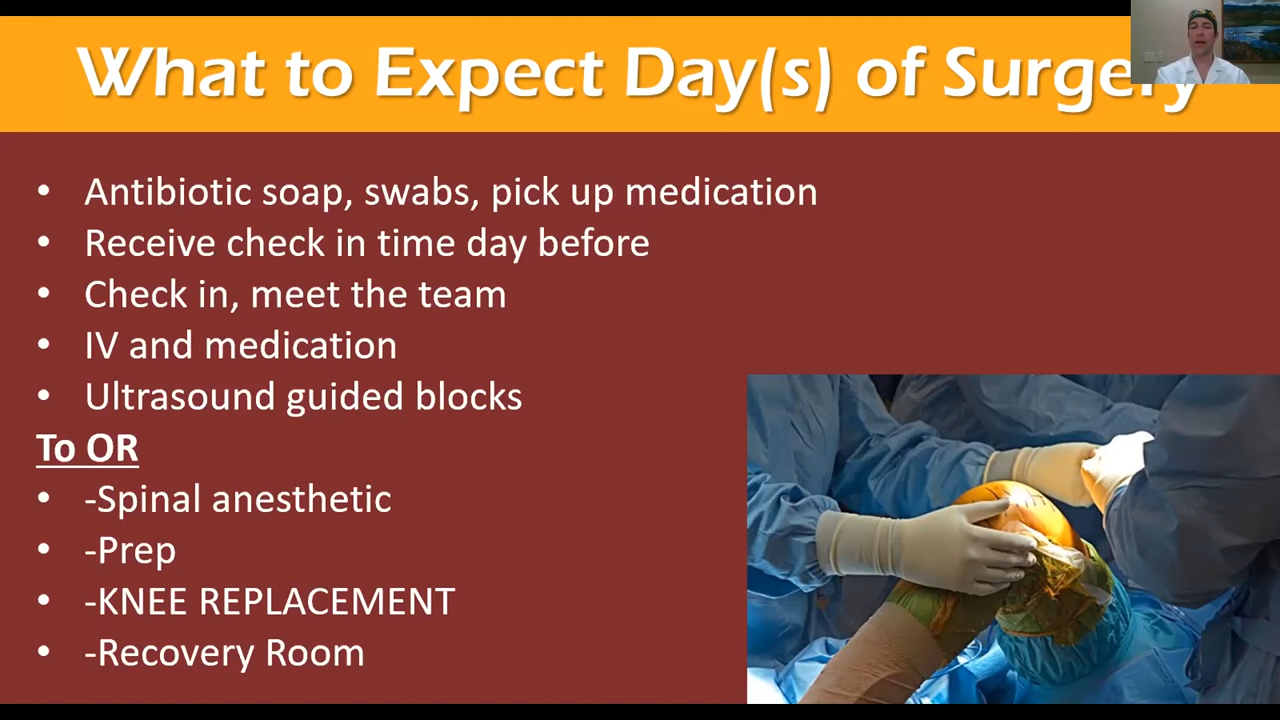 What to Expect Day(s) of Surgery
• Antibiotic soap, swabs, pick up medication
• Receive check in time day before
• Check in, meet the team
• IV and medication
• Ultrasound guided blocks
To OR
• -Spinal anesthetic
• -Prep
• -KNEE REPLACEMENT
• -Recovery Room